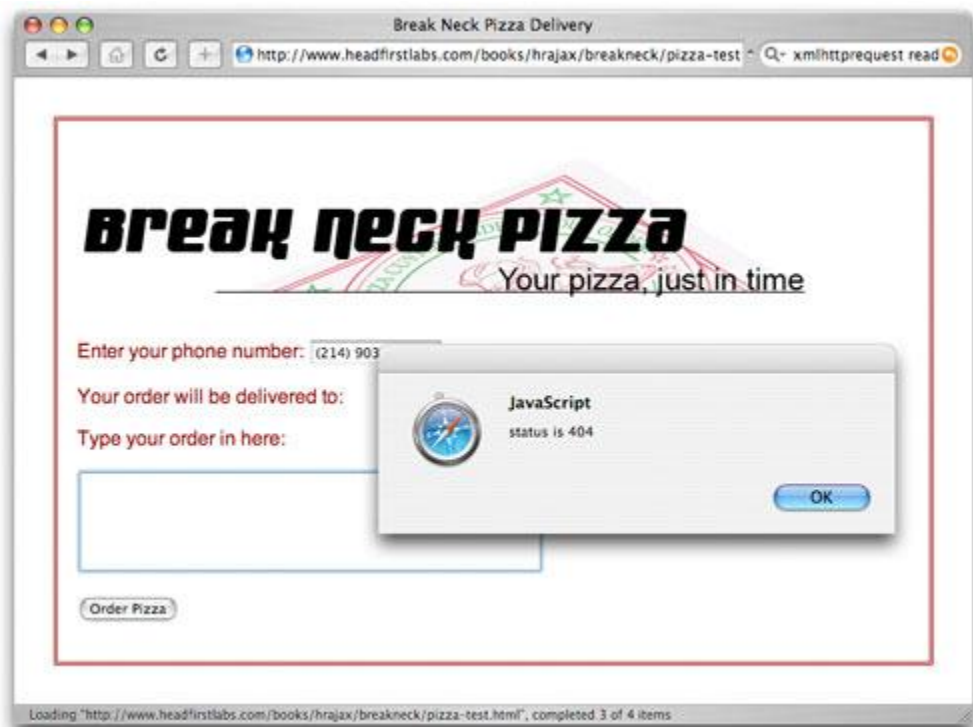 Break Neck Pizza Delivery
http://www.headfirstlabs.com/books/hrajax/breakneck/pizza-test
xmlhttprequest read
Break Neck Pizza
Your pizza, just in time
Enter your phone number: (214) 903
Your order will be delivered to:
Type your order in here:
JavaScript
status is 404
OK
Order Pizza
Loading "http://www.headfirstlabs.com/books/hrajax/breakneck/pizza-test.html", completed 3 of 4 items